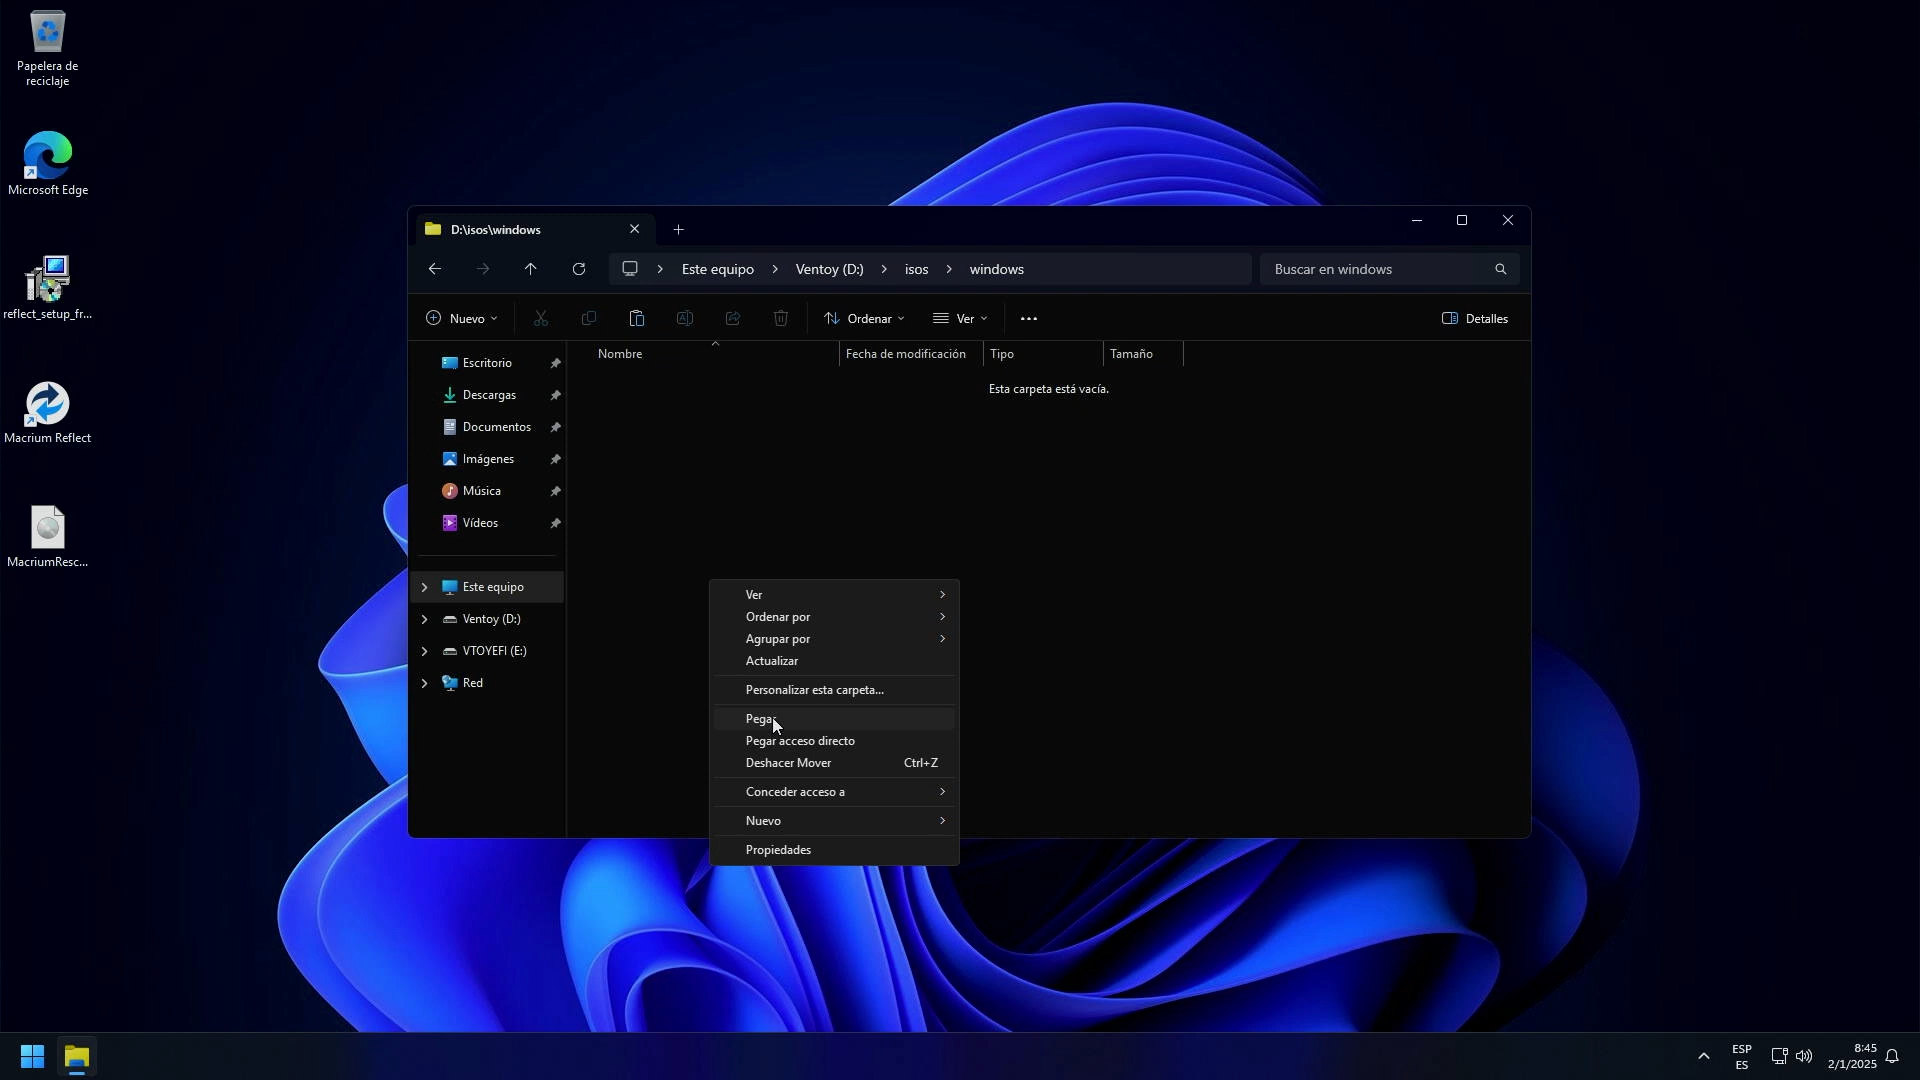 Papelera de
reciclaje
Microsoft Edge
reflect_setup_fr...
Macrium Reflect
MacriumResc...
D:\isos\windows
Este equipo
Ventoy (D:)
isos
windows
Buscar en windows
Nuevo
Ordenar
Ver
Detalles
Nombre
Fecha de modificación
Tipo
Tamaño
Esta carpeta está vacía.
Escritorio
Descargas
Documentos
Imágenes
Música
Vídeos
Este equipo
Ventoy (D:)
VTOYEFI (E:)
Red
Ver
Ordenar por
Agrupar por
Actualizar
Personalizar esta carpeta...
Pegar
Pegar acceso directo
Deshacer Mover Ctrl+Z
Conceder acceso a
Nuevo
Propiedades
ESP
ES
8:45
2/1/2025